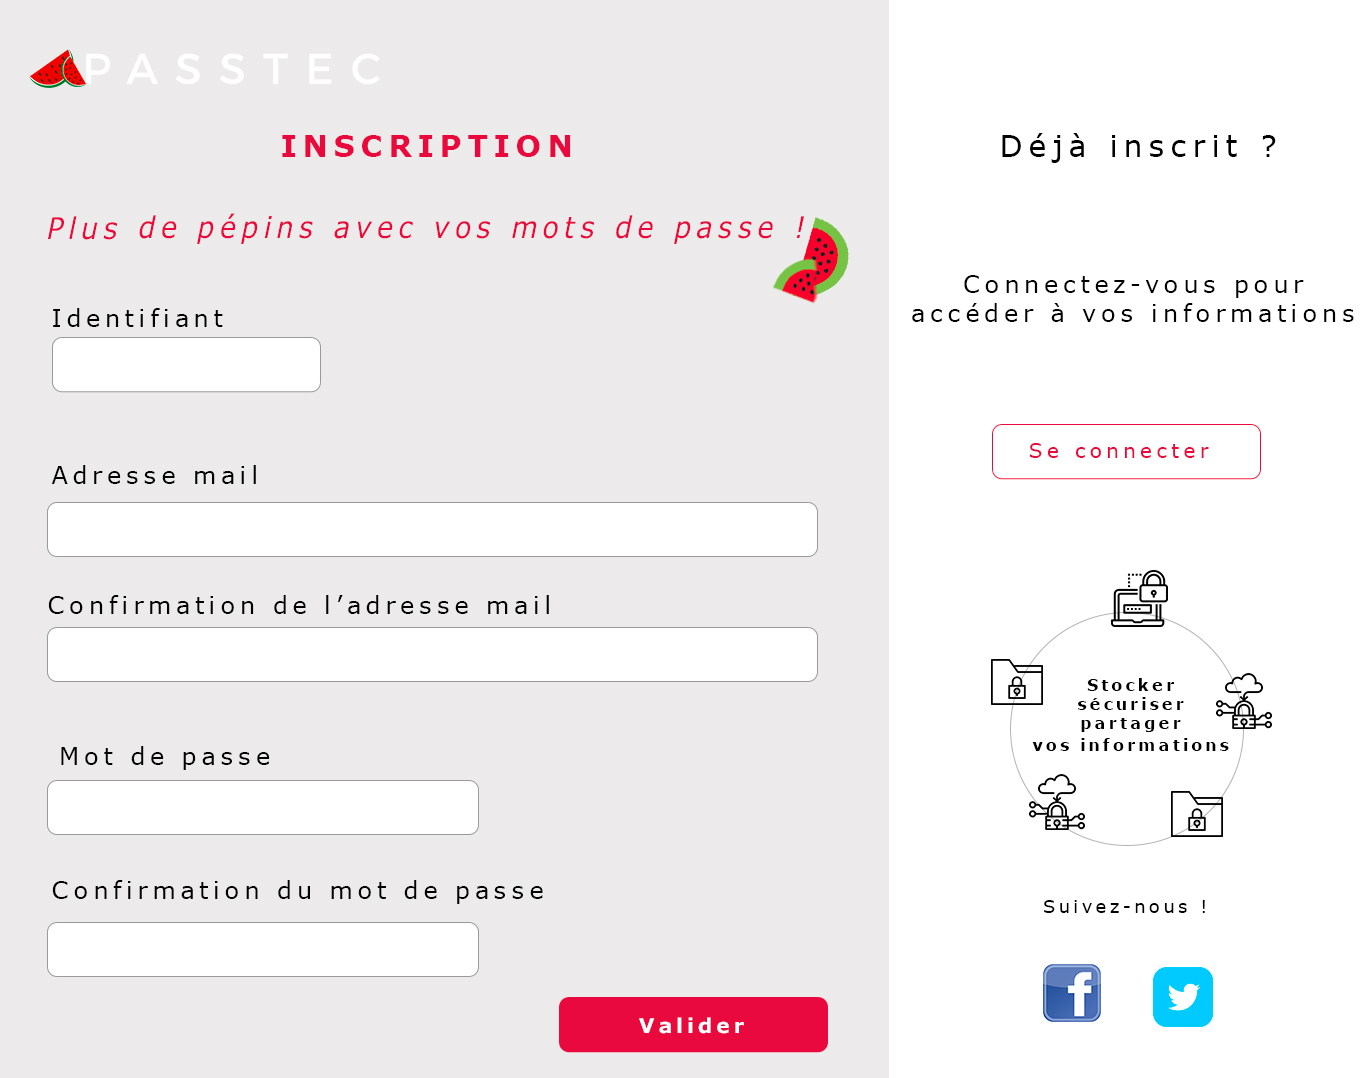 PASSTEC
INSCRIPTION
Plus de pépins avec vos mots de passe !
Identifiant
Adresse mail
Confirmation de l’adresse mail
Mot de passe
Confirmation du mot de passe
Valider
Déjà inscrit ?
Connectez-vous pour
accéder à vos informations
Se connecter
Stocker
sécuriser
partager
vos informations
Suivez-nous !